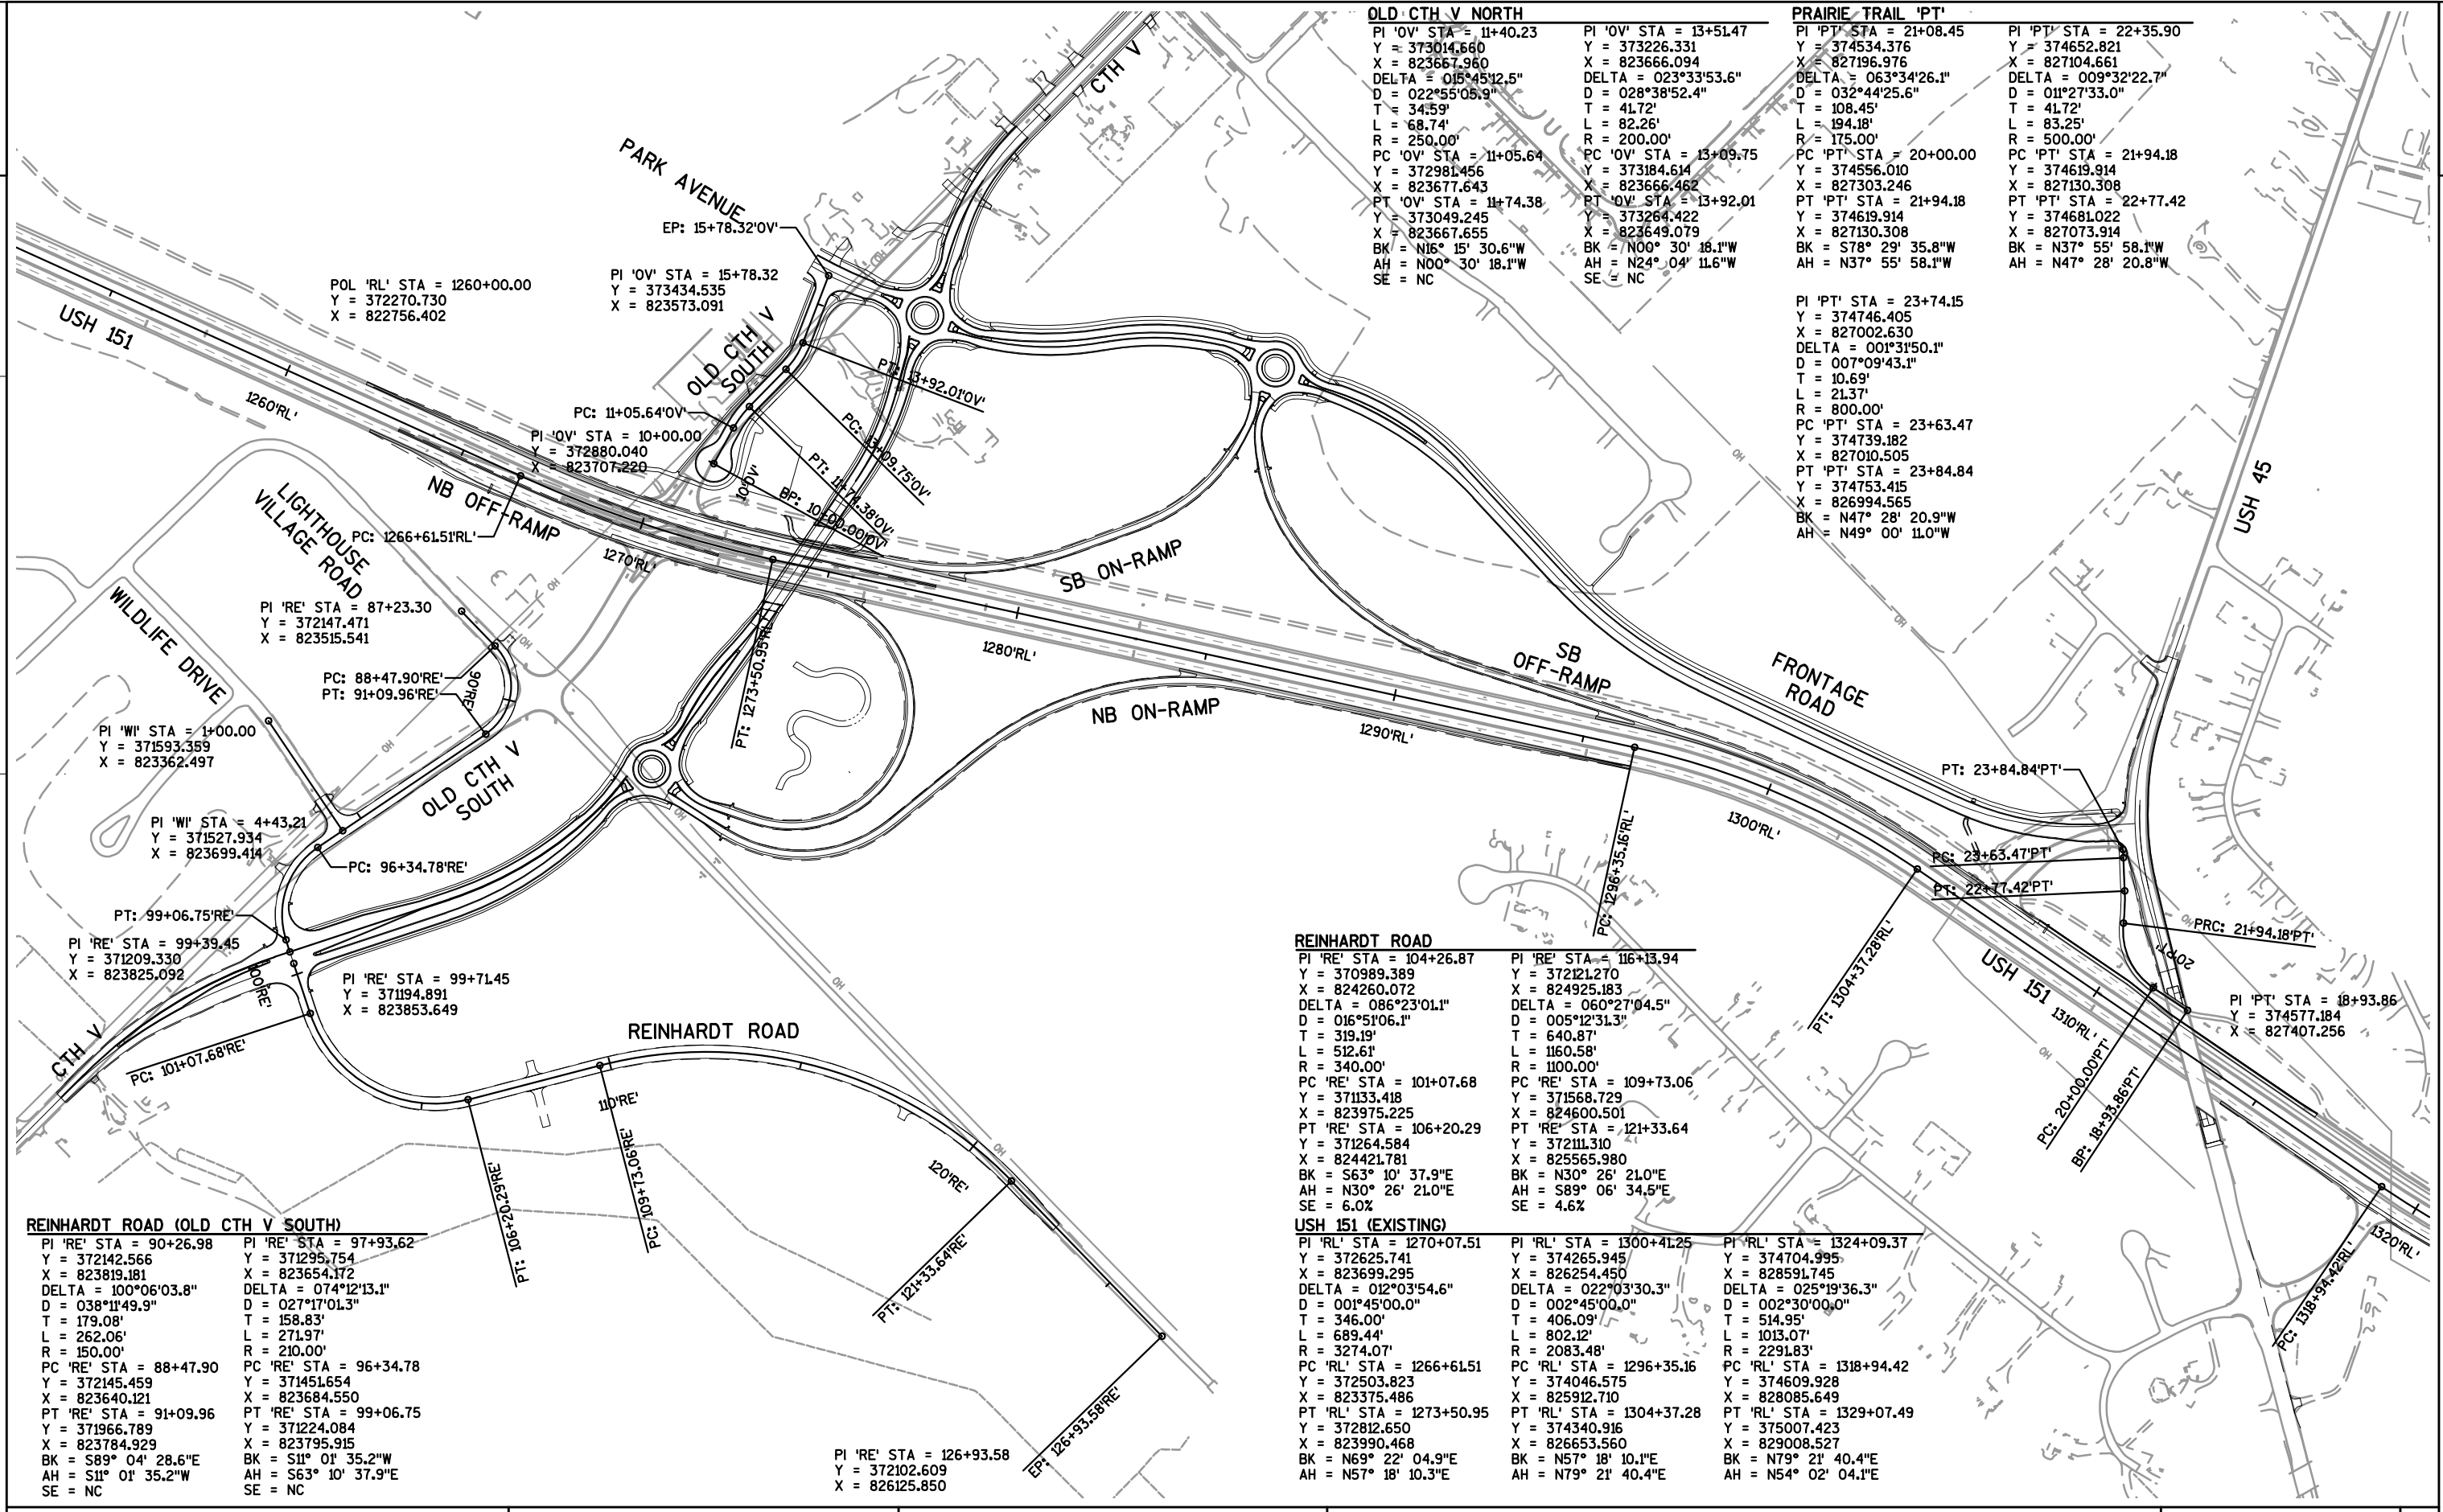 OLD CTH V NORTH
PI 'OV' STA = 11+40.23
Y = 373014.660
X = 823667.960
DELTA = 015°45'12.5"
D = 022°55'05.9"
T = 34.59'
L = 68.74'
R = 250.00'
PC 'OV' STA = 11+05.64
Y = 372981.456
X = 823677.643
PT 'OV' STA = 11+74.38
Y = 373049.245
X = 823667.655
BK = N16° 15' 30.6"W
AH = N00° 30' 18.1"W
SE = NC
PI 'OV' STA = 13+51.47
Y = 373226.331
X = 823666.094
DELTA = 023°33'53.6"
D = 028°38'52.4"
T = 41.72'
L = 82.26'
R = 200.00'
PC 'OV' STA = 13+09.75
Y = 373184.614
X = 823666.462
PT 'OV' STA = 13+92.01
Y = 373264.422
X = 823649.079
BK = N00° 30' 18.1"W
AH = N24° 04' 11.6"W
SE = NC
PRAIRIE TRAIL 'PT'
PI 'PT' STA = 21+08.45
Y = 374534.376
X = 827196.976
DELTA = 063°34'26.1"
D = 032°44'25.6"
T = 108.45'
L = 194.18'
R = 175.00'
PC 'PT' STA = 20+00.00
Y = 374556.010
X = 827303.246
PT 'PT' STA = 21+94.18
Y = 374619.914
X = 827130.308
BK = S78° 29' 35.8"W
AH = N37° 55' 58.1"W
PI 'PT' STA = 22+35.90
Y = 374652.821
X = 827104.661
DELTA = 009°32'22.7"
D = 011°27'33.0"
T = 41.72'
L = 83.25'
R = 500.00'
PC 'PT' STA = 21+94.18
Y = 374619.914
X = 827130.308
PT 'PT' STA = 22+77.42
Y = 374681.022
X = 827073.914
BK = N37° 55' 58.1"W
AH = N47° 28' 20.8"W
PI 'PT' STA = 23+74.15
Y = 374746.405
X = 827002.630
DELTA = 001°31'50.1"
D = 007°09'43.1"
T = 10.69'
L = 21.37'
R = 800.00'
PC 'PT' STA = 23+63.47
Y = 374739.182
X = 827010.505
PT 'PT' STA = 23+84.84
Y = 374753.415
X = 826994.565
BK = N47° 28' 20.9"W
AH = N49° 00' 11.0"W
CTH V
PARK AVENUE
EP: 15+78.32'OV'
PI 'OV' STA = 15+78.32
Y = 373434.535
X = 823573.091
POL 'RL' STA = 1260+00.00
Y = 372270.730
X = 822756.402
USH 151
1260'RL'
OLD CTH V
SOUTH
PT: 13+92.01'OV'
PC: 11+05.64'OV'
PC: 13+09.75'OV'
PI 'OV' STA = 10+00.00
Y = 372880.040
X = 823707.220
PT: 11+74.38'OV'
10'OV'
BP: 10+00.00'OV'
NB OFF-RAMP
LIGHTHOUSE
VILLAGE ROAD
PC: 1266+61.51'RL'
1270'RL'
SB ON-RAMP
WILDLIFE DRIVE
PI 'RE' STA = 87+23.30
Y = 372147.471
X = 823515.541
PC: 88+47.90'RE'
PT: 91+09.96'RE'
90'RE'
PT: 1273+50.95'RL'
1280'RL'
NB ON-RAMP
SB
OFF-RAMP
1290'RL'
FRONTAGE
ROAD
USH 45
PI 'WI' STA = 1+00.00
Y = 371593.359
X = 823362.497
OLD CTH V
SOUTH
PI 'WI' STA = 4+43.21
Y = 371527.934
X = 823699.414
PC: 96+34.78'RE'
PT: 99+06.75'RE'
PI 'RE' STA = 99+39.45
Y = 371209.330
X = 823825.092
100'RE'
PI 'RE' STA = 99+71.45
Y = 371194.891
X = 823853.649
CTH V
PC: 101+07.68'RE'
REINHARDT ROAD
PT: 106+20.29'RE'
110'RE'
PC: 109+73.06'RE'
120'RE'
PT: 121+33.64'RE'
EP: 126+93.58'RE'
PI 'RE' STA = 126+93.58
Y = 372102.609
X = 826125.850
PC: 1296+35.16'RL'
1300'RL'
PT: 1304+37.28'RL'
PT: 23+84.84'PT'
PC: 23+63.47'PT'
PT: 22+77.42'PT'
PRC: 21+94.18'PT'
20'PT'
USH 151
1310'RL'
PI 'PT' STA = 18+93.86
Y = 374577.184
X = 827407.256
PC: 20+00.00'PT'
BP: 18+93.86'PT'
PC: 1318+94.42'RL'
1320'RL'
OH
OH
OH
OH
OH
OH
OH
OH
OH
OH
OH
OH
REINHARDT ROAD
PI 'RE' STA = 104+26.87
Y = 370989.389
X = 824260.072
DELTA = 086°23'01.1"
D = 016°51'06.1"
T = 319.19'
L = 512.61'
R = 340.00'
PC 'RE' STA = 101+07.68
Y = 371133.418
X = 823975.225
PT 'RE' STA = 106+20.29
Y = 371264.584
X = 824421.781
BK = S63° 10' 37.9"E
AH = N30° 26' 21.0"E
SE = 6.0%
PI 'RE' STA = 116+13.94
Y = 372121.270
X = 824925.183
DELTA = 060°27'04.5"
D = 005°12'31.3"
T = 640.87'
L = 1160.58'
R = 1100.00'
PC 'RE' STA = 109+73.06
Y = 371568.729
X = 824600.501
PT 'RE' STA = 121+33.64
Y = 372111.310
X = 825565.980
BK = N30° 26' 21.0"E
AH = S89° 06' 34.5"E
SE = 4.6%
USH 151 (EXISTING)
PI 'RL' STA = 1270+07.51
Y = 372625.741
X = 823699.295
DELTA = 012°03'54.6"
D = 001°45'00.0"
T = 346.00'
L = 689.44'
R = 3274.07'
PC 'RL' STA = 1266+61.51
Y = 372503.823
X = 823375.486
PT 'RL' STA = 1273+50.95
Y = 372812.650
X = 823990.468
BK = N69° 22' 04.9"E
AH = N57° 18' 10.3"E
PI 'RL' STA = 1300+41.25
Y = 374265.945
X = 826254.450
DELTA = 022°03'30.3"
D = 002°45'00.0"
T = 406.09'
L = 802.12'
R = 2083.48'
PC 'RL' STA = 1296+35.16
Y = 374046.575
X = 825912.710
PT 'RL' STA = 1304+37.28
Y = 374340.916
X = 826653.560
BK = N57° 18' 10.1"E
AH = N79° 21' 40.4"E
PI 'RL' STA = 1324+09.37
Y = 374704.995
X = 828591.745
DELTA = 025°19'36.3"
D = 002°30'00.0"
T = 514.95'
L = 1013.07'
R = 2291.83'
PC 'RL' STA = 1318+94.42
Y = 374609.928
X = 828085.649
PT 'RL' STA = 1329+07.49
Y = 375007.423
X = 829008.527
BK = N79° 21' 40.4"E
AH = N54° 02' 04.1"E
REINHARDT ROAD (OLD CTH V SOUTH)
PI 'RE' STA = 90+26.98
Y = 372142.566
X = 823819.181
DELTA = 100°06'03.8"
D = 038°11'49.9"
T = 179.08'
L = 262.06'
R = 150.00'
PC 'RE' STA = 88+47.90
Y = 372145.459
X = 823640.121
PT 'RE' STA = 91+09.96
Y = 371966.789
X = 823784.929
BK = S89° 04' 28.6"E
AH = S11° 01' 35.2"W
SE = NC
PI 'RE' STA = 97+93.62
Y = 371295.754
X = 823654.172
DELTA = 074°12'13.1"
D = 027°17'01.3"
T = 158.83'
L = 271.97'
R = 210.00'
PC 'RE' STA = 96+34.78
Y = 371451.654
X = 823684.550
PT 'RE' STA = 99+06.75
Y = 371224.084
X = 823795.915
BK = S11° 01' 35.2"W
AH = S63° 10' 37.9"E
SE = NC